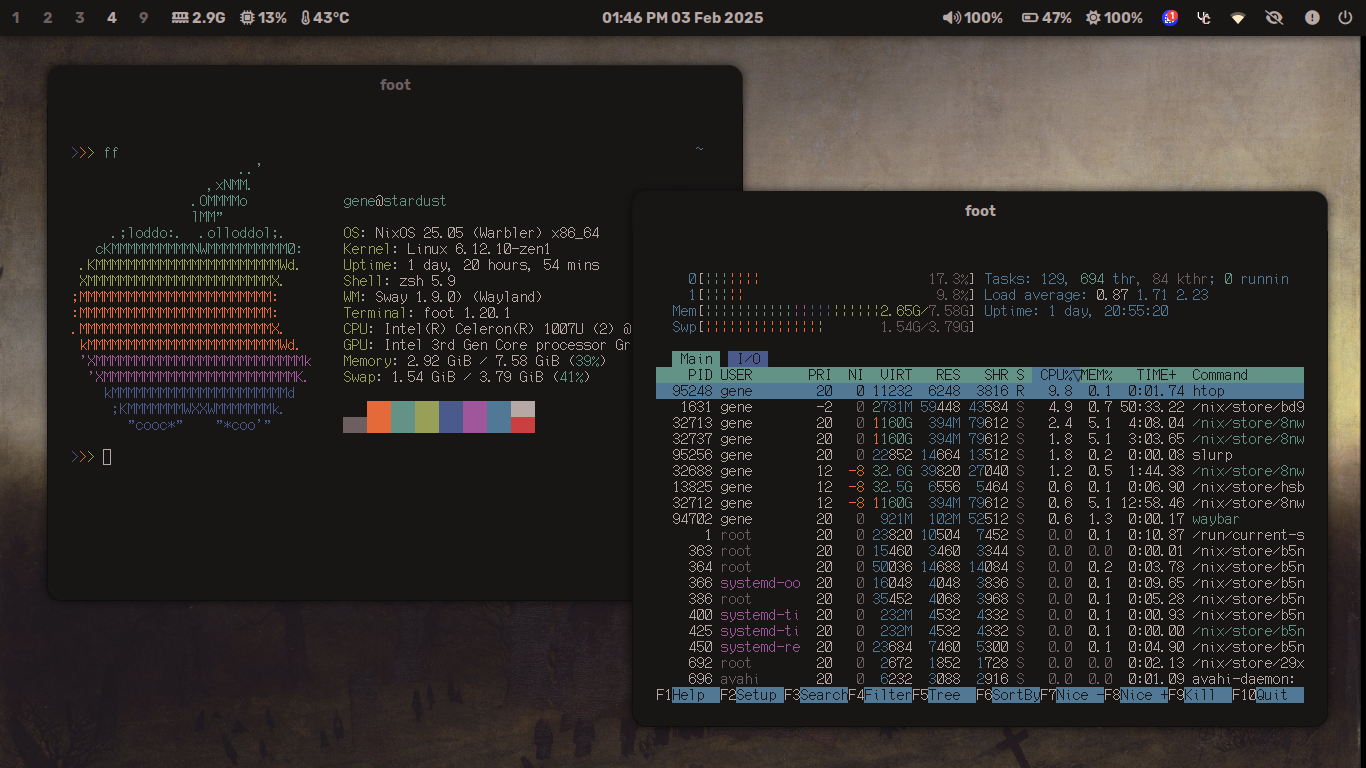 1 2 3 4 9 2.9G 13% 43°C 01:46 PM 03 Feb 2025 100% 47% 100%
foot
>>> ff ~
.. '
,xNMM.
.OMMMMo
lMM"
.;loddo:. .olloddol;.
cKMMMMMMMMMMNWMMMMMMMMMM0:
.KMMMMMMMMMMMMMMMMMMMMMMMWd.
XMMMMMMMMMMMMMMMMMMMMMMMX.
;MMMMMMMMMMMMMMMMMMMMMMMM:
:MMMMMMMMMMMMMMMMMMMMMMMM:
.MMMMMMMMMMMMMMMMMMMMMMMMX.
kMMMMMMMMMMMMMMMMMMMMMMMMWd.
'XMMMMMMMMMMMMMMMMMMMMMMMMMMk
'XMMMMMMMMMMMMMMMMMMMMMMMMK.
kMMMMMMMMMMMMMMMMMMMMMMd
;KMMMMMMMWXXWMMMMMMMk.
"cooc*" "*coo'"
gene@stardust
OS: NixOS 25.05 (Warbler) x86_64
Kernel: Linux 6.12.10-zen1
Uptime: 1 day, 20 hours, 54 mins
Shell: zsh 5.9
WM: Sway 1.9.0) (Wayland)
Terminal: foot 1.20.1
CPU: Intel(R) Celeron(R) 1007U (2) @
GPU: Intel 3rd Gen Core processor Gr
Memory: 2.92 GiB / 7.58 GiB (39%)
Swap: 1.54 GiB / 3.79 GiB (41%)
>>>
foot
0[|||||||17.3%] Tasks: 129, 694 thr, 84 kthr; 0 runnin
1[|||||9.8%] Load average: 0.87 1.71 2.23
Mem[||||||||||||||||||||||2.65G/7.58G] Uptime: 1 day, 20:55:20
Swp[|||||||||||||||1.54G/3.79G]
Main I/O
PID USER PRI NI VIRT RES SHR S CPU%▽MEM% TIME+ Command
95248 gene 20 0 11232 6248 3816 R 9.8 0.1 0:01.74 htop
1631 gene -2 0 2781M 59448 43584 S 4.9 0.7 50:33.22 /nix/store/bd9
32713 gene 20 0 1160G 394M 79612 S 2.4 5.1 4:08.04 /nix/store/8nw
32737 gene 20 0 1160G 394M 79612 S 1.8 5.1 3:03.65 /nix/store/8nw
95256 gene 20 0 22852 14664 13512 S 1.8 0.2 0:00.08 slurp
32688 gene 12 -8 32.6G 39820 27040 S 1.2 0.5 1:44.38 /nix/store/8nw
13825 gene 12 -8 32.5G 6556 5464 S 0.6 0.1 0:06.90 /nix/store/hsb
32712 gene 12 -8 1160G 394M 79612 S 0.6 5.1 12:58.46 /nix/store/8nw
94702 gene 20 0 921M 102M 52512 S 0.6 1.3 0:00.17 waybar
1 root 20 0 23820 10504 7452 S 0.0 0.1 0:10.87 /run/current-s
363 root 20 0 15460 3460 3344 S 0.0 0.0 0:00.01 /nix/store/b5n
364 root 20 0 50036 14688 14084 S 0.0 0.2 0:03.78 /nix/store/b5n
366 systemd-oo 20 0 16048 4048 3836 S 0.0 0.1 0:09.65 /nix/store/b5n
386 root 20 0 35452 4068 3968 S 0.0 0.1 0:05.28 /nix/store/b5n
400 systemd-ti 20 0 232M 4532 4332 S 0.0 0.1 0:00.93 /nix/store/b5n
425 systemd-ti 20 0 232M 4532 4332 S 0.0 0.1 0:00.00 /nix/store/b5n
450 systemd-re 20 0 23684 7460 5300 S 0.0 0.1 0:04.90 /nix/store/b5n
692 root 20 0 2672 1852 1728 S 0.0 0.0 0:02.13 /nix/store/29x
696 avahi 20 0 6232 3088 2916 S 0.0 0.0 0:01.09 avahi-daemon:
F1Help F2Setup F3SearchF4FilterF5Tree F6SortByF7Nice -F8Nice +F9Kill F10Quit